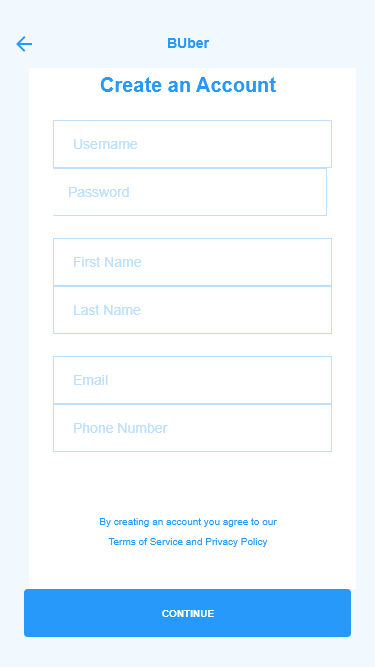 BUber
Create an Account
Username
Password
First Name
Last Name
Email
Phone Number
By creating an account you agree to our
Terms of Service and Privacy Policy
CONTINUE